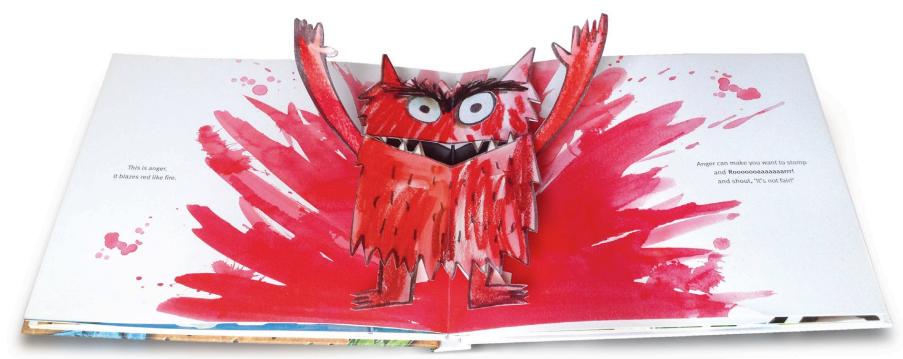 This is anger,
it blazes red like fire.
Anger can make you want to stomp
and Rooooooaaaaaaarrr!
and shout, 'It's not fair!'